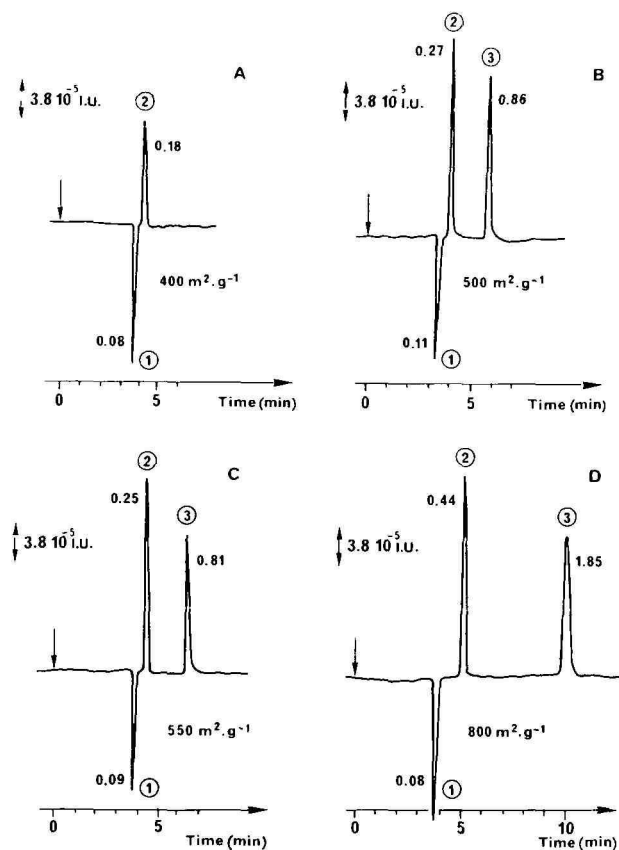 A
②
3.8 10⁻⁵ I.U.
0.18
400 m².g⁻¹
0.08
①
0 5
Time (min)
B
②
③
0.27
3.8 10⁻⁵ I.U.
0.86
500 m².g⁻¹
0.11
①
0 5
Time (min)
C
②
0.25
③
3.8 10⁻⁵ I.U.
0.81
550 m².g⁻¹
0.09
①
0 5
Time (min)
D
②
0.44
③
3.8 10⁻⁵ I.U.
1.85
800 m².g⁻¹
0.08
①
0 5 10
Time (min)